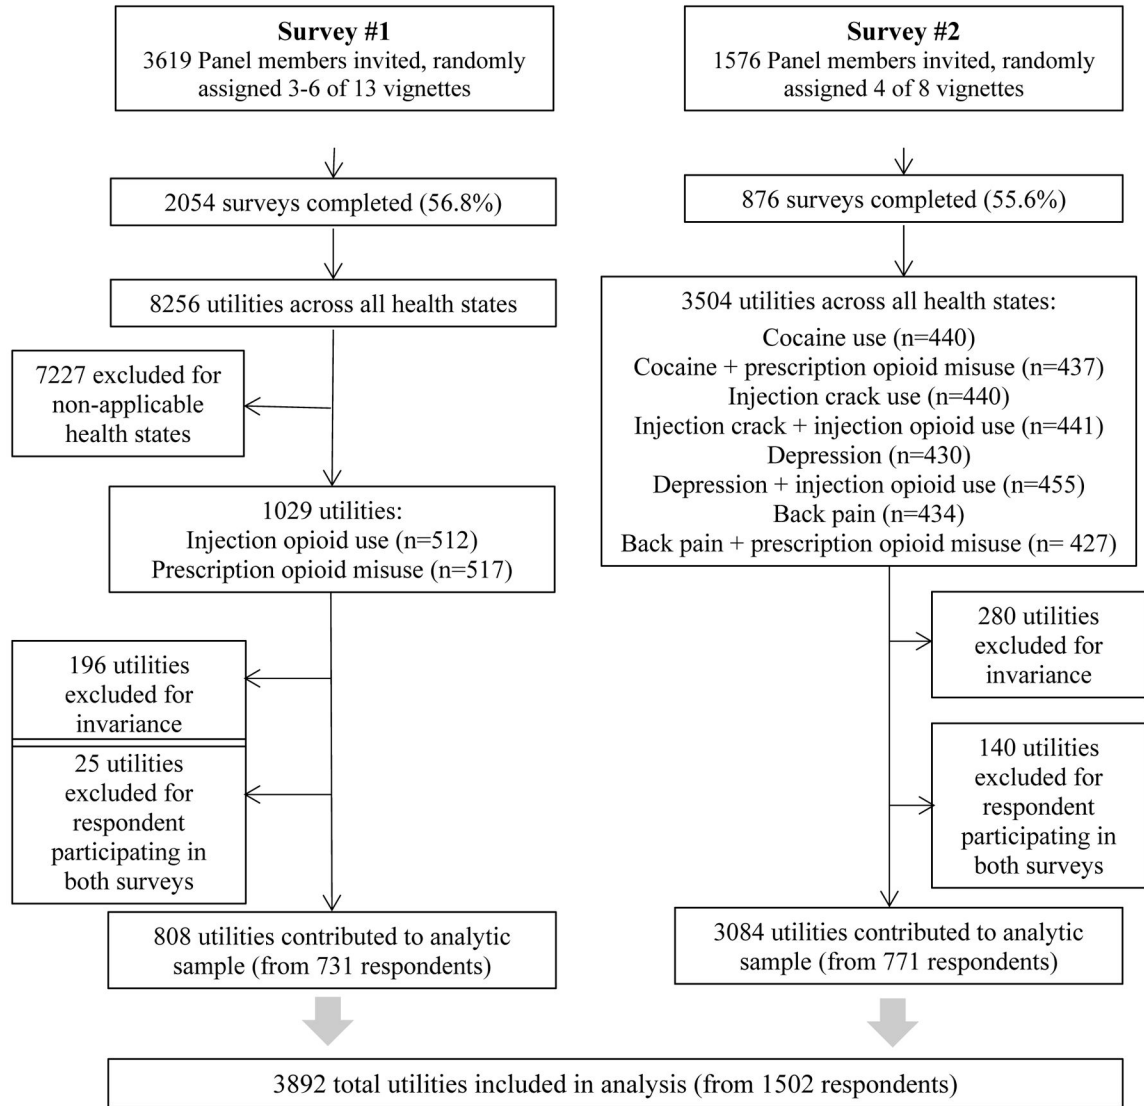 Survey #1
3619 Panel members invited, randomly
assigned 3-6 of 13 vignettes
2054 surveys completed (56.8%)
8256 utilities across all health states
7227 excluded for
non-applicable
health states
1029 utilities:
Injection opioid use (n=512)
Prescription opioid misuse (n=517)
196 utilities
excluded for
invariance
25 utilities
excluded for
respondent
participating in
both surveys
808 utilities contributed to analytic
sample (from 731 respondents)
Survey #2
1576 Panel members invited, randomly
assigned 4 of 8 vignettes
876 surveys completed (55.6%)
3504 utilities across all health states:
Cocaine use (n=440)
Cocaine + prescription opioid misuse (n=437)
Injection crack use (n=440)
Injection crack + injection opioid use (n=441)
Depression (n=430)
Depression + injection opioid use (n=455)
Back pain (n=434)
Back pain + prescription opioid misuse (n= 427)
280 utilities
excluded for
invariance
140 utilities
excluded for
respondent
participating in
both surveys
3084 utilities contributed to analytic
sample (from 771 respondents)
3892 total utilities included in analysis (from 1502 respondents)